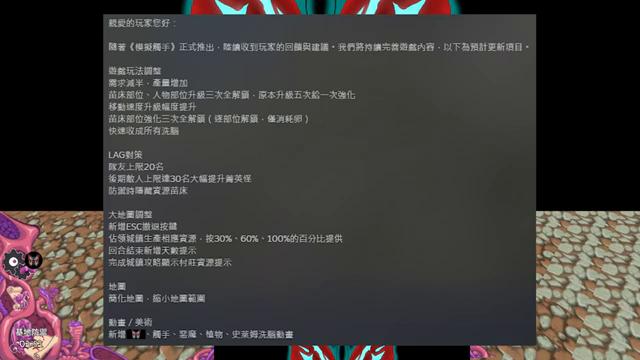 親愛的玩家您好：
隨著《模擬觸手》正式推出，陸續收到玩家的回饋與建議。我們將持續完善遊戲內容，以下為預計更新項目。
遊戲玩法調整
需求減半，產量增加
苗床部位、人物部位升級三次全解鎖，原本升級五次給一次強化
移動速度升級幅度提升
苗床部位強化三次全解鎖（逐部位解鎖，僅消耗卵）
快速收成所有洗腦
LAG對策
隊友上限20名
後期敵人上限達30名大幅提升菁英怪
防禦時隱藏資源苗床
大地圖調整
新增ESC撤退按鍵
佔領城鎮生產相應資源，按30%、60%、100%的百分比提供
回合結束新增天數提示
完成城鎮攻略顯示村莊資源提示
地圖
簡化地圖，縮小地圖範圍
動畫 / 美術
新增、觸手、惡魔、植物、史萊姆洗腦動畫
基地防禦